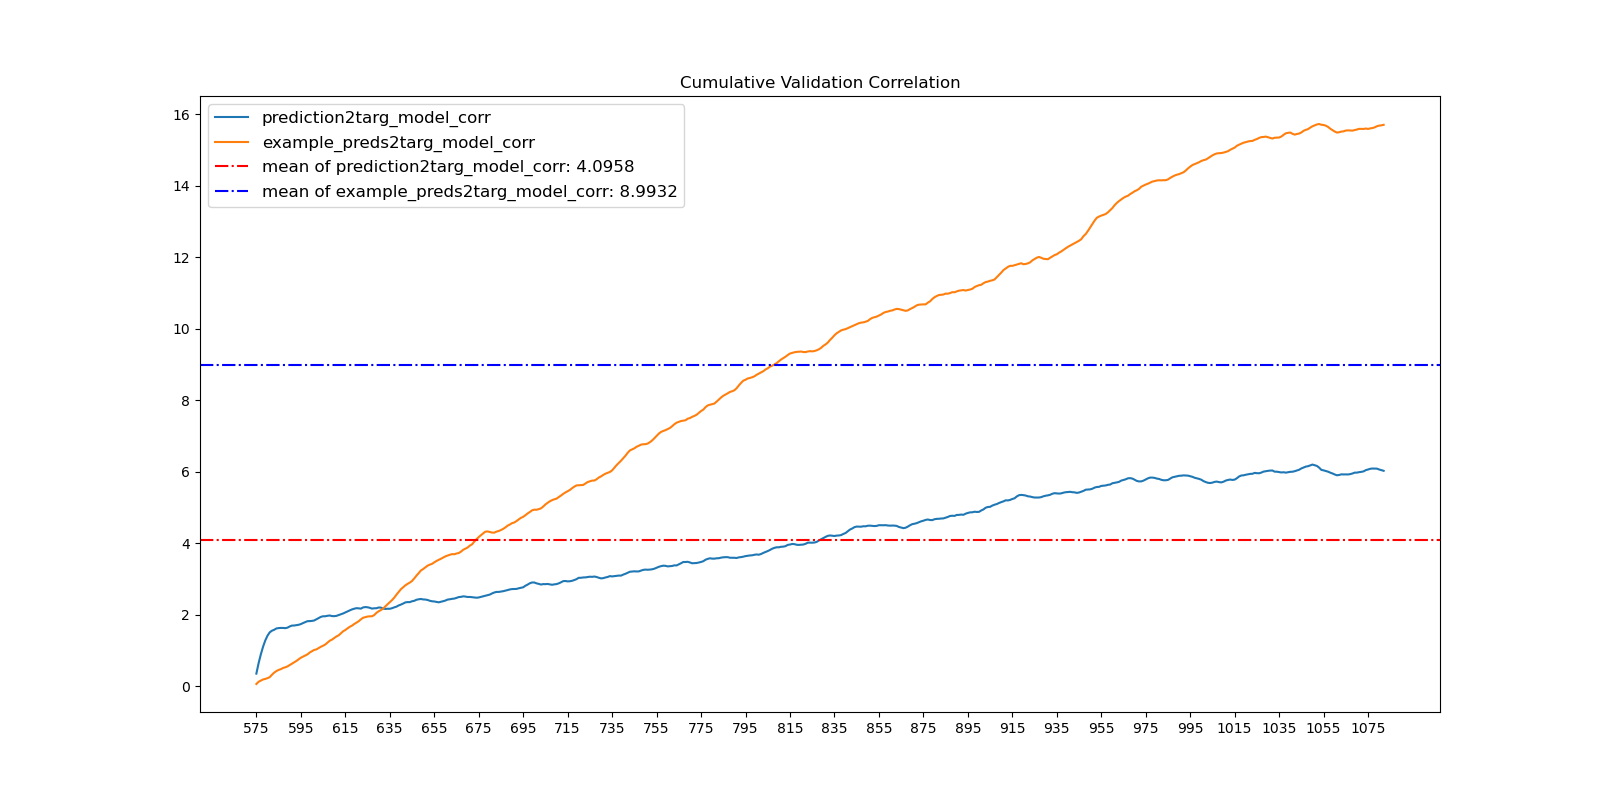 Cumulative Validation Correlation
prediction2targ_model_corr
example_preds2targ_model_corr
mean of prediction2targ_model_corr: 4.0958
mean of example_preds2targ_model_corr: 8.9932
16
14
12
10
8
6
4
2
0
575 595 615 635 655 675 695 715 735 755 775 795 815 835 855 875 895 915 935 955 975 995 1015 1035 1055 1075